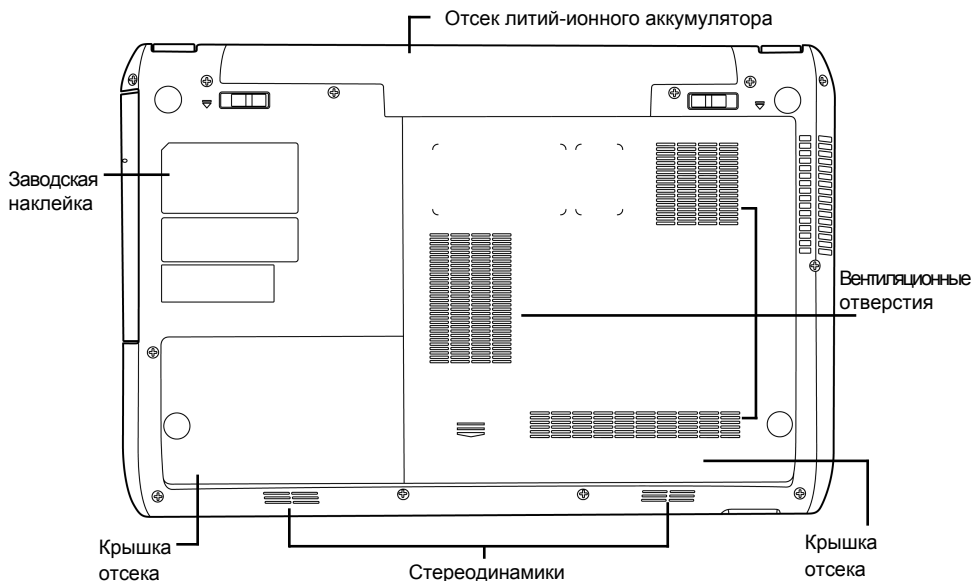 Отсек литий-ионного аккумулятора
Заводская
наклейка
Вентиляционные
отверстия
Крышка
отсека
Стереодинамики
Крышка
отсека